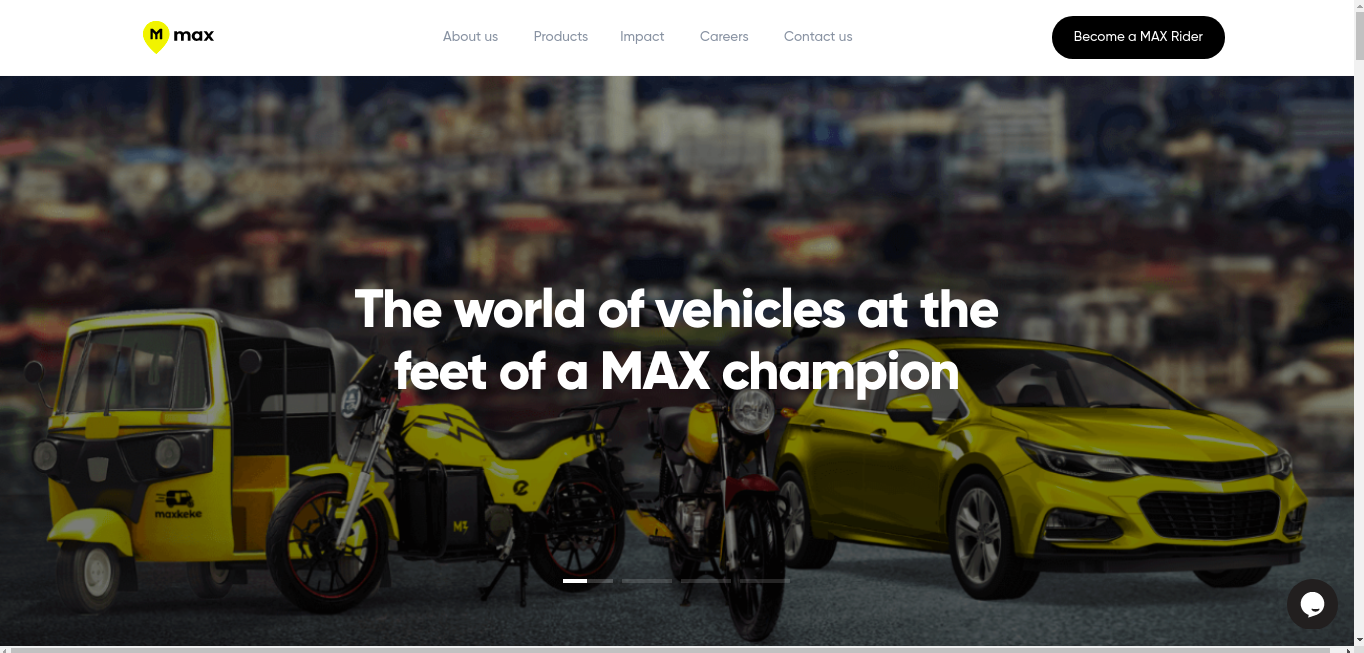 M max
About us
Products
Impact
Careers
Contact us
Become a MAX Rider
The world of vehicles at the
feet of a MAX champion
maxkeke